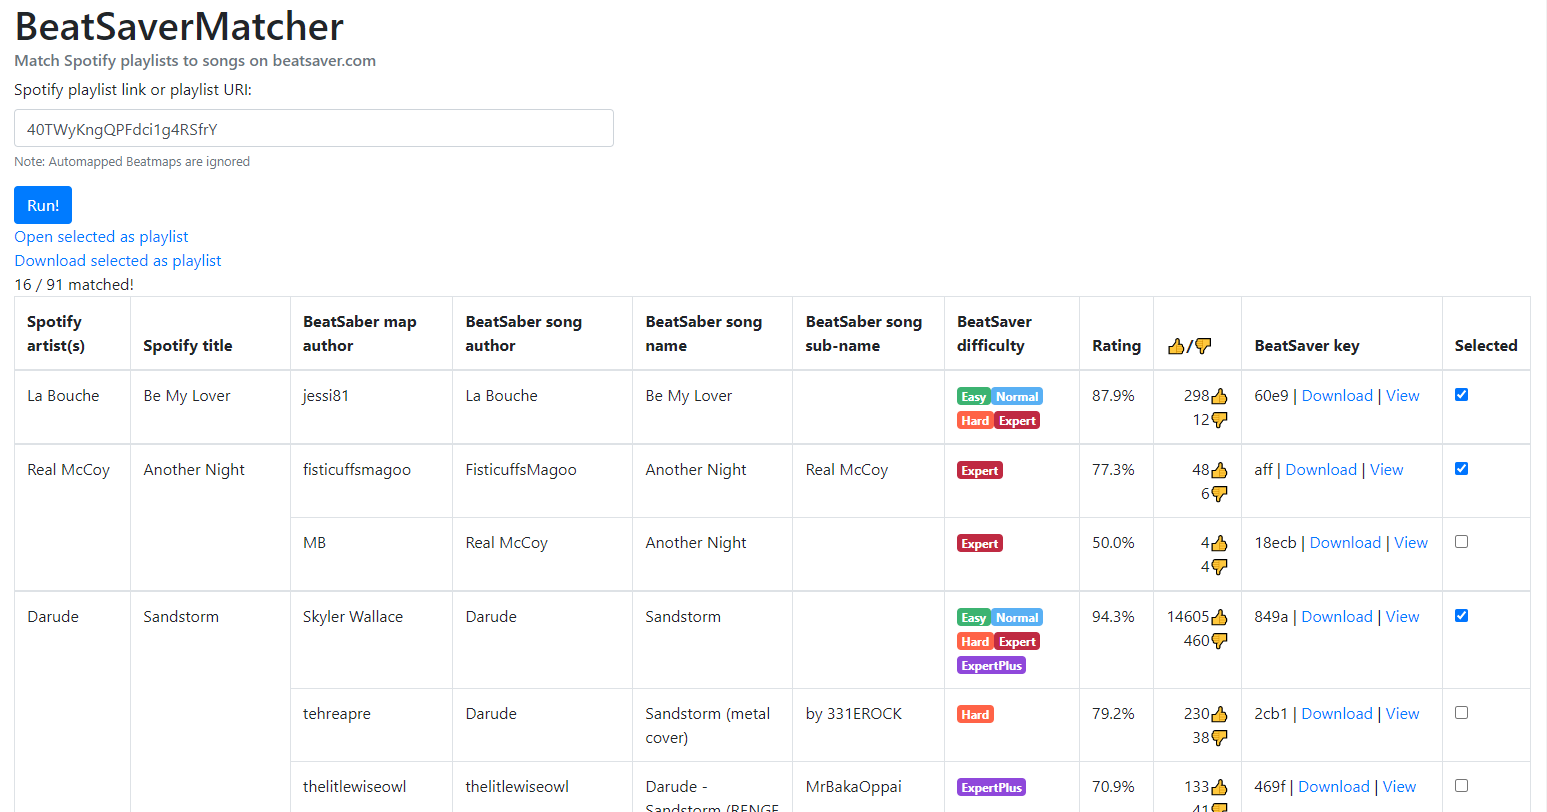 BeatSaverMatcher
Match Spotify playlists to songs on beatsaver.com
Spotify playlist link or playlist URI:
40TWyKngQPFdci1g4RSfrY
Note: Automapped Beatmaps are ignored
Run!
Open selected as playlist
Download selected as playlist
16 / 91 matched!
Spotify artist(s) Spotify title BeatSaber map author BeatSaber song author BeatSaber song name BeatSaber song sub-name BeatSaver difficulty Rating 👍/👎 BeatSaver key Selected
La Bouche Be My Lover jessi81 La Bouche Be My Lover Easy Normal 87.9% 298👍 60e9 | Download | View
Hard Expert 12👎
Real McCoy Another Night fisticuffsmagoo FisticuffsMagoo Another Night Real McCoy Expert 77.3% 48👍 aff | Download | View
6👎
MB Real McCoy Another Night Expert 50.0% 4👍 18ecb | Download | View
4👎
Darude Sandstorm Skyler Wallace Darude Sandstorm Easy Normal 94.3% 14605👍 849a | Download | View
Hard Expert 460👎
ExpertPlus
tehreapre Darude Sandstorm (metal by 331EROCK Hard 79.2% 230👍 2cb1 | Download | View
cover) 38👎
thelitlewiseowl thelitlewiseowl Darude - MrBakaOppai ExpertPlus 70.9% 133👍 469f | Download | View
Sandstorm (RENGE 41👎